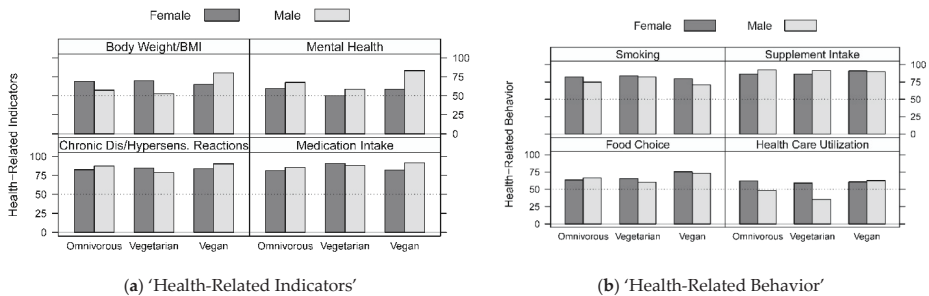 Female Male
Body Weight/BMI Mental Health
100
75
50
25
0
Chronic Dis/Hypersens. Reactions Medication Intake
100
75
50
25
0
Omnivorous Vegetarian Vegan Omnivorous Vegetarian Vegan
Health-Related Indicators
(a) 'Health-Related Indicators'
Female Male
Smoking Supplement Intake
100
75
50
25
0
Food Choice Health Care Utilization
100
75
50
25
0
Omnivorous Vegetarian Vegan Omnivorous Vegetarian Vegan
Health-Related Behavior
(b) 'Health-Related Behavior'